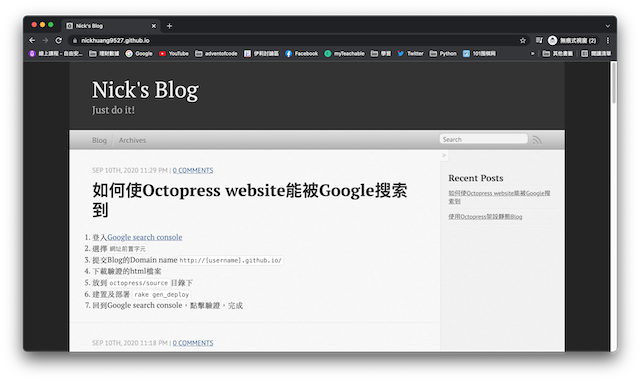 Nick's Blog
nickhuang9527.github.io
無痕式視窗 (2)
線上課程 - 自由安...
理財數據
Google
YouTube
adventofcode
伊莉討論區
Facebook
myTeachable
學習
Twitter
Python
101围棋网
»
其他書籤
閱讀清單
Nick's Blog
Just do it!
Blog
Archives
Search
SEP 10TH, 2020 11:29 PM | 0 COMMENTS
如何使Octopress website能被Google搜索
到
1. 登入Google search console
2. 選擇 網址前置字元
3. 提交Blog的Domain name http://[username].github.io/
4. 下載驗證的html檔案
5. 放到 octopress/source 目錄下
6. 建置及部署 rake gen_deploy
7. 回到Google search console，點擊驗證，完成
SEP 10TH, 2020 11:18 PM | 0 COMMENTS
Recent Posts
如何使Octopress website能被Google搜
索到
使用Octopress架設靜態Blog